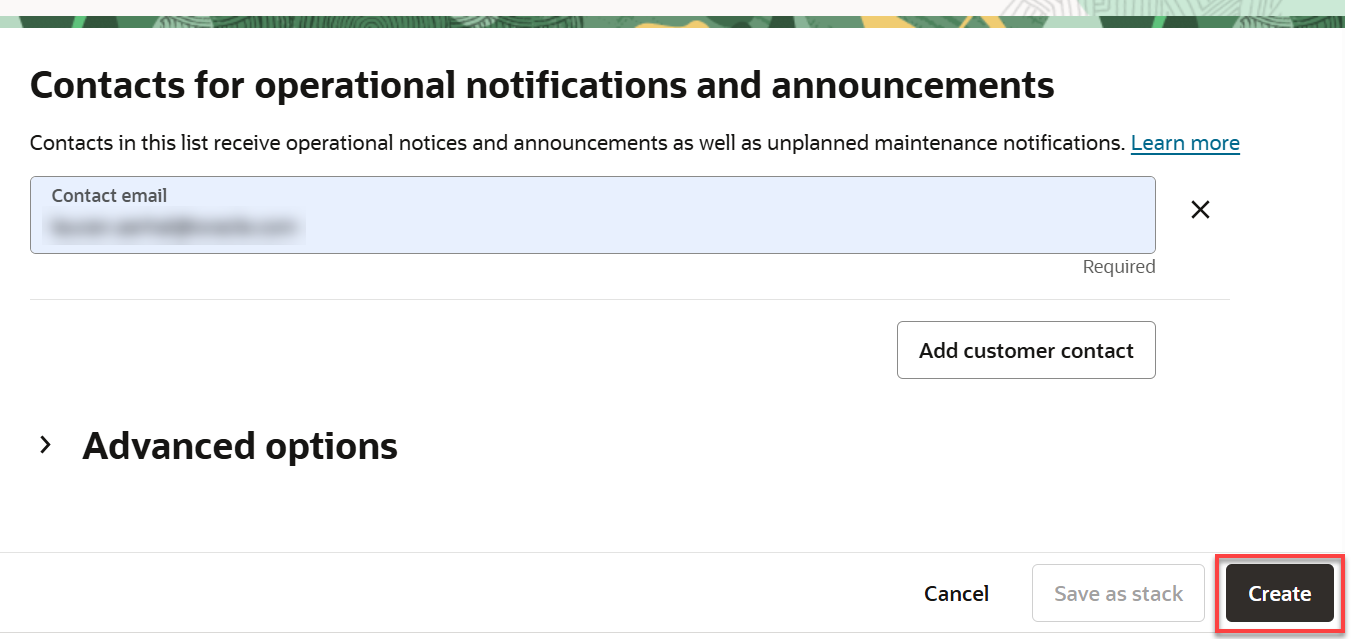 Contacts for operational notifications and announcements
Contacts in this list receive operational notices and announcements as well as unplanned maintenance notifications. Learn more
Contact email
Required
Add customer contact
Advanced options
Cancel
Save as stack
Create